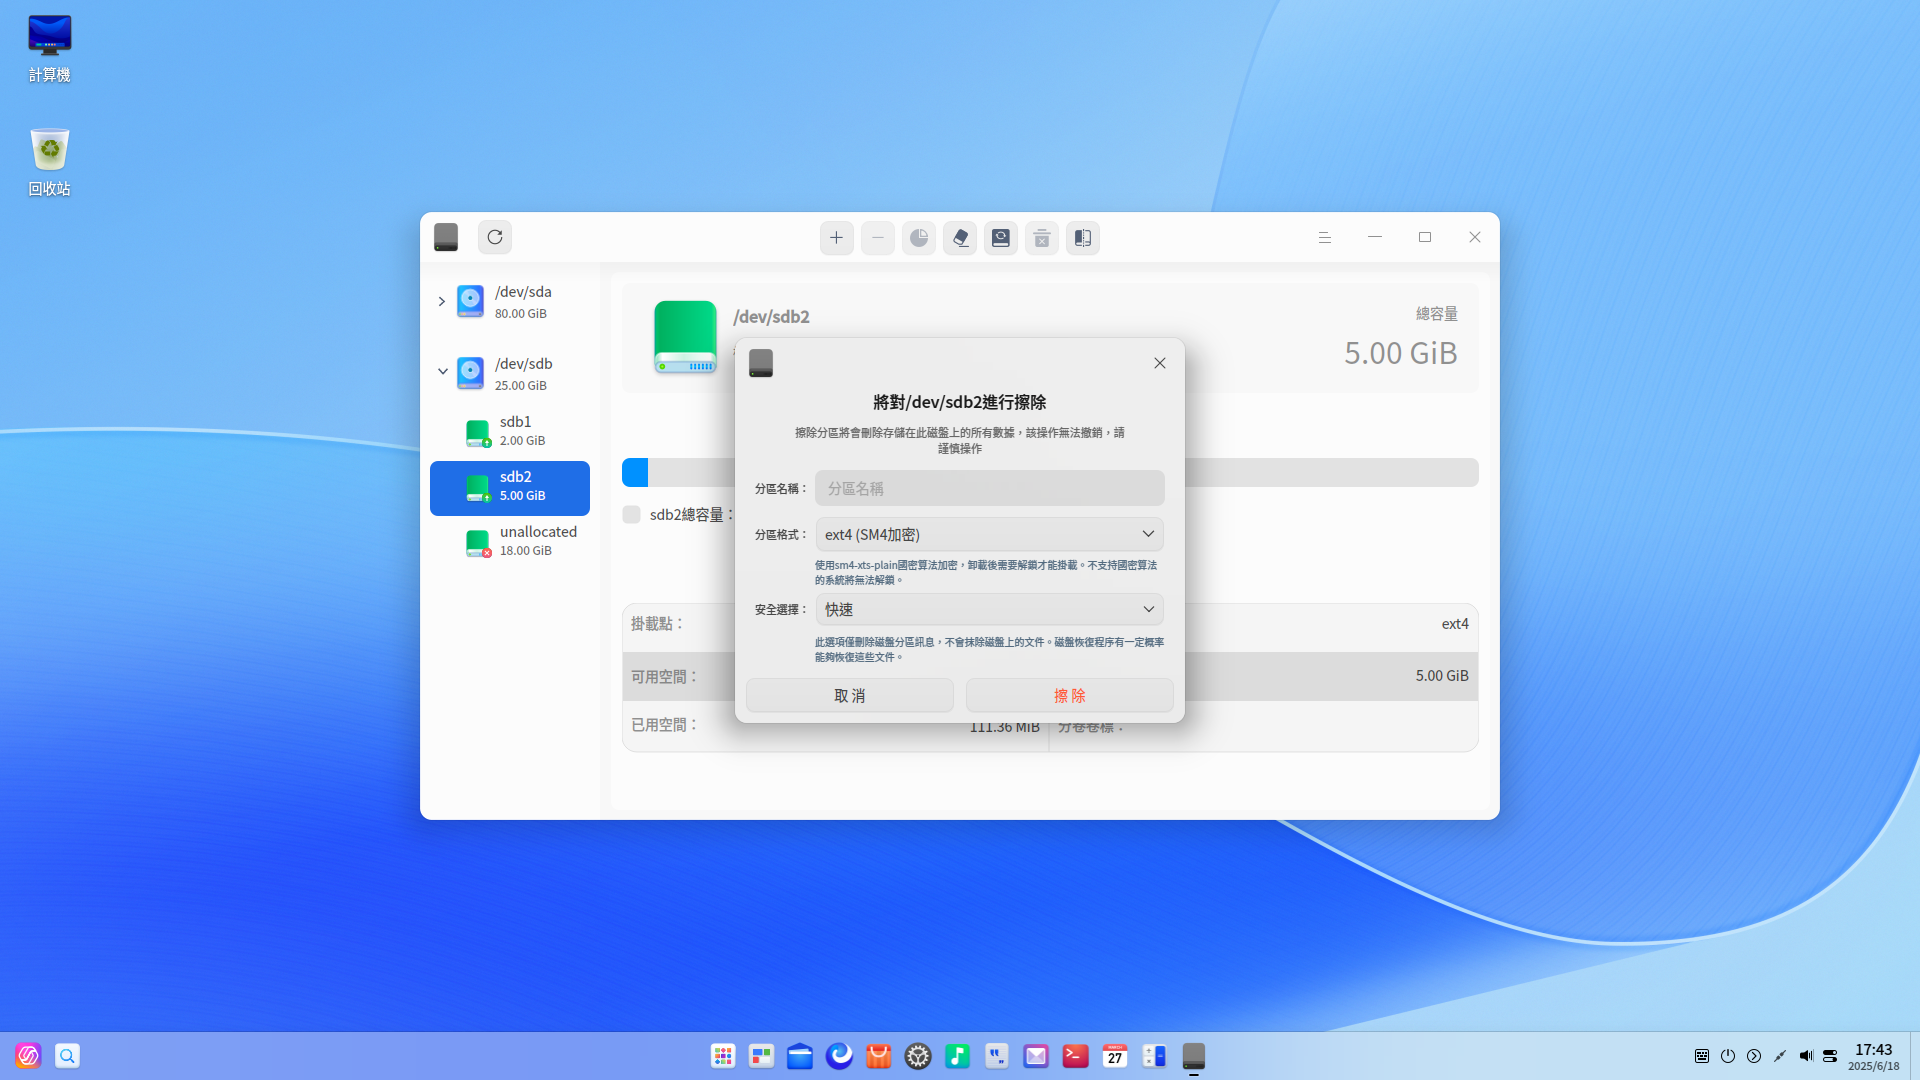 計算機
回收站
/dev/sda
80.00 GiB
/dev/sdb
25.00 GiB
sdb1
2.00 GiB
sdb2
5.00 GiB
unallocated
18.00 GiB
/dev/sdb2
總容量
5.00 GiB
sdb2總容量：
掛載點：
ext4
可用空間：
5.00 GiB
已用空間：
111.36 MiB
分卷卷標：
將對/dev/sdb2進行擦除
擦除分區將會刪除存儲在此磁盤上的所有數據，該操作無法撤銷，請
謹慎操作
分區名稱：
分區名稱
分區格式：
ext4 (SM4加密)
使用sm4-xts-plain國密算法加密，卸載後需要解鎖才能掛載。不支持國密算法
的系統將無法解鎖。
安全選擇：
快速
此選項僅刪除磁盤分區訊息，不會抹除磁盤上的文件。磁盤恢復程序有一定概率
能夠恢復這些文件。
取 消
擦 除
MARCH
27
17:43
2025/6/18